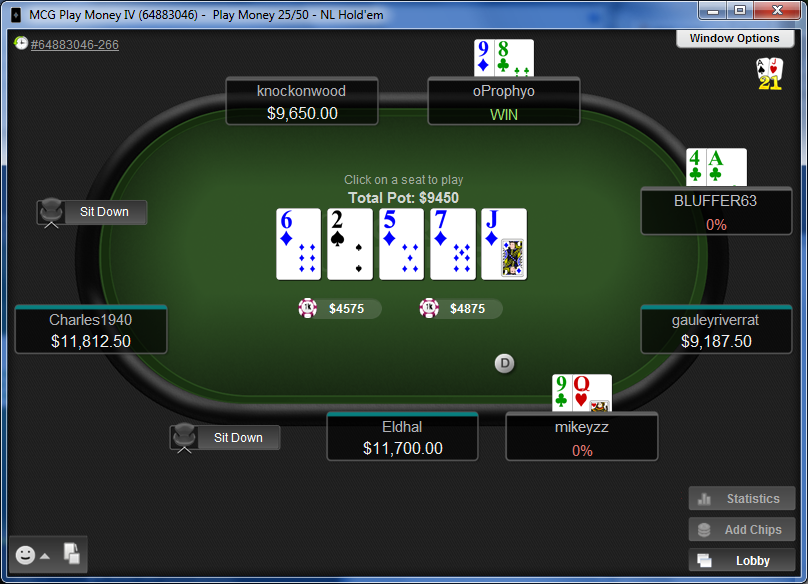 MCG Play Money IV (64883046) - Play Money 25/50 - NL Hold'em
#64883046-266
Window Options
A J
21
9 8
knockonwood
$9,650.00
oProphyo
WIN
4 A
BLUFFER63
0%
Click on a seat to play
Total Pot: $9450
Sit Down
6 2 5 7 J
$4575
$4875
Charles1940
$11,812.50
gauleyriverrat
$9,187.50
D
9 Q
Eldhal
$11,700.00
mikeyzz
0%
Sit Down
Statistics
Add Chips
Lobby